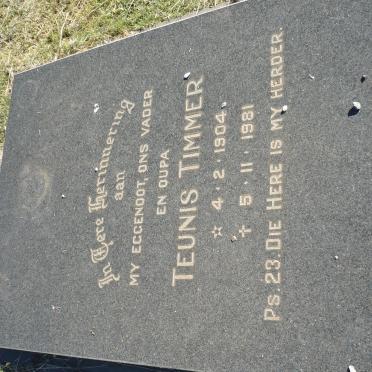 In Tere Herinnering
aan
MY EGGENOOT, ONS VADER
EN OUPA
TEUNIS TIMMER
☆ 4 · 2 · 1904
✝ 5 · 11 · 1981
PS. 23. DIE HERE IS MY HERDER.